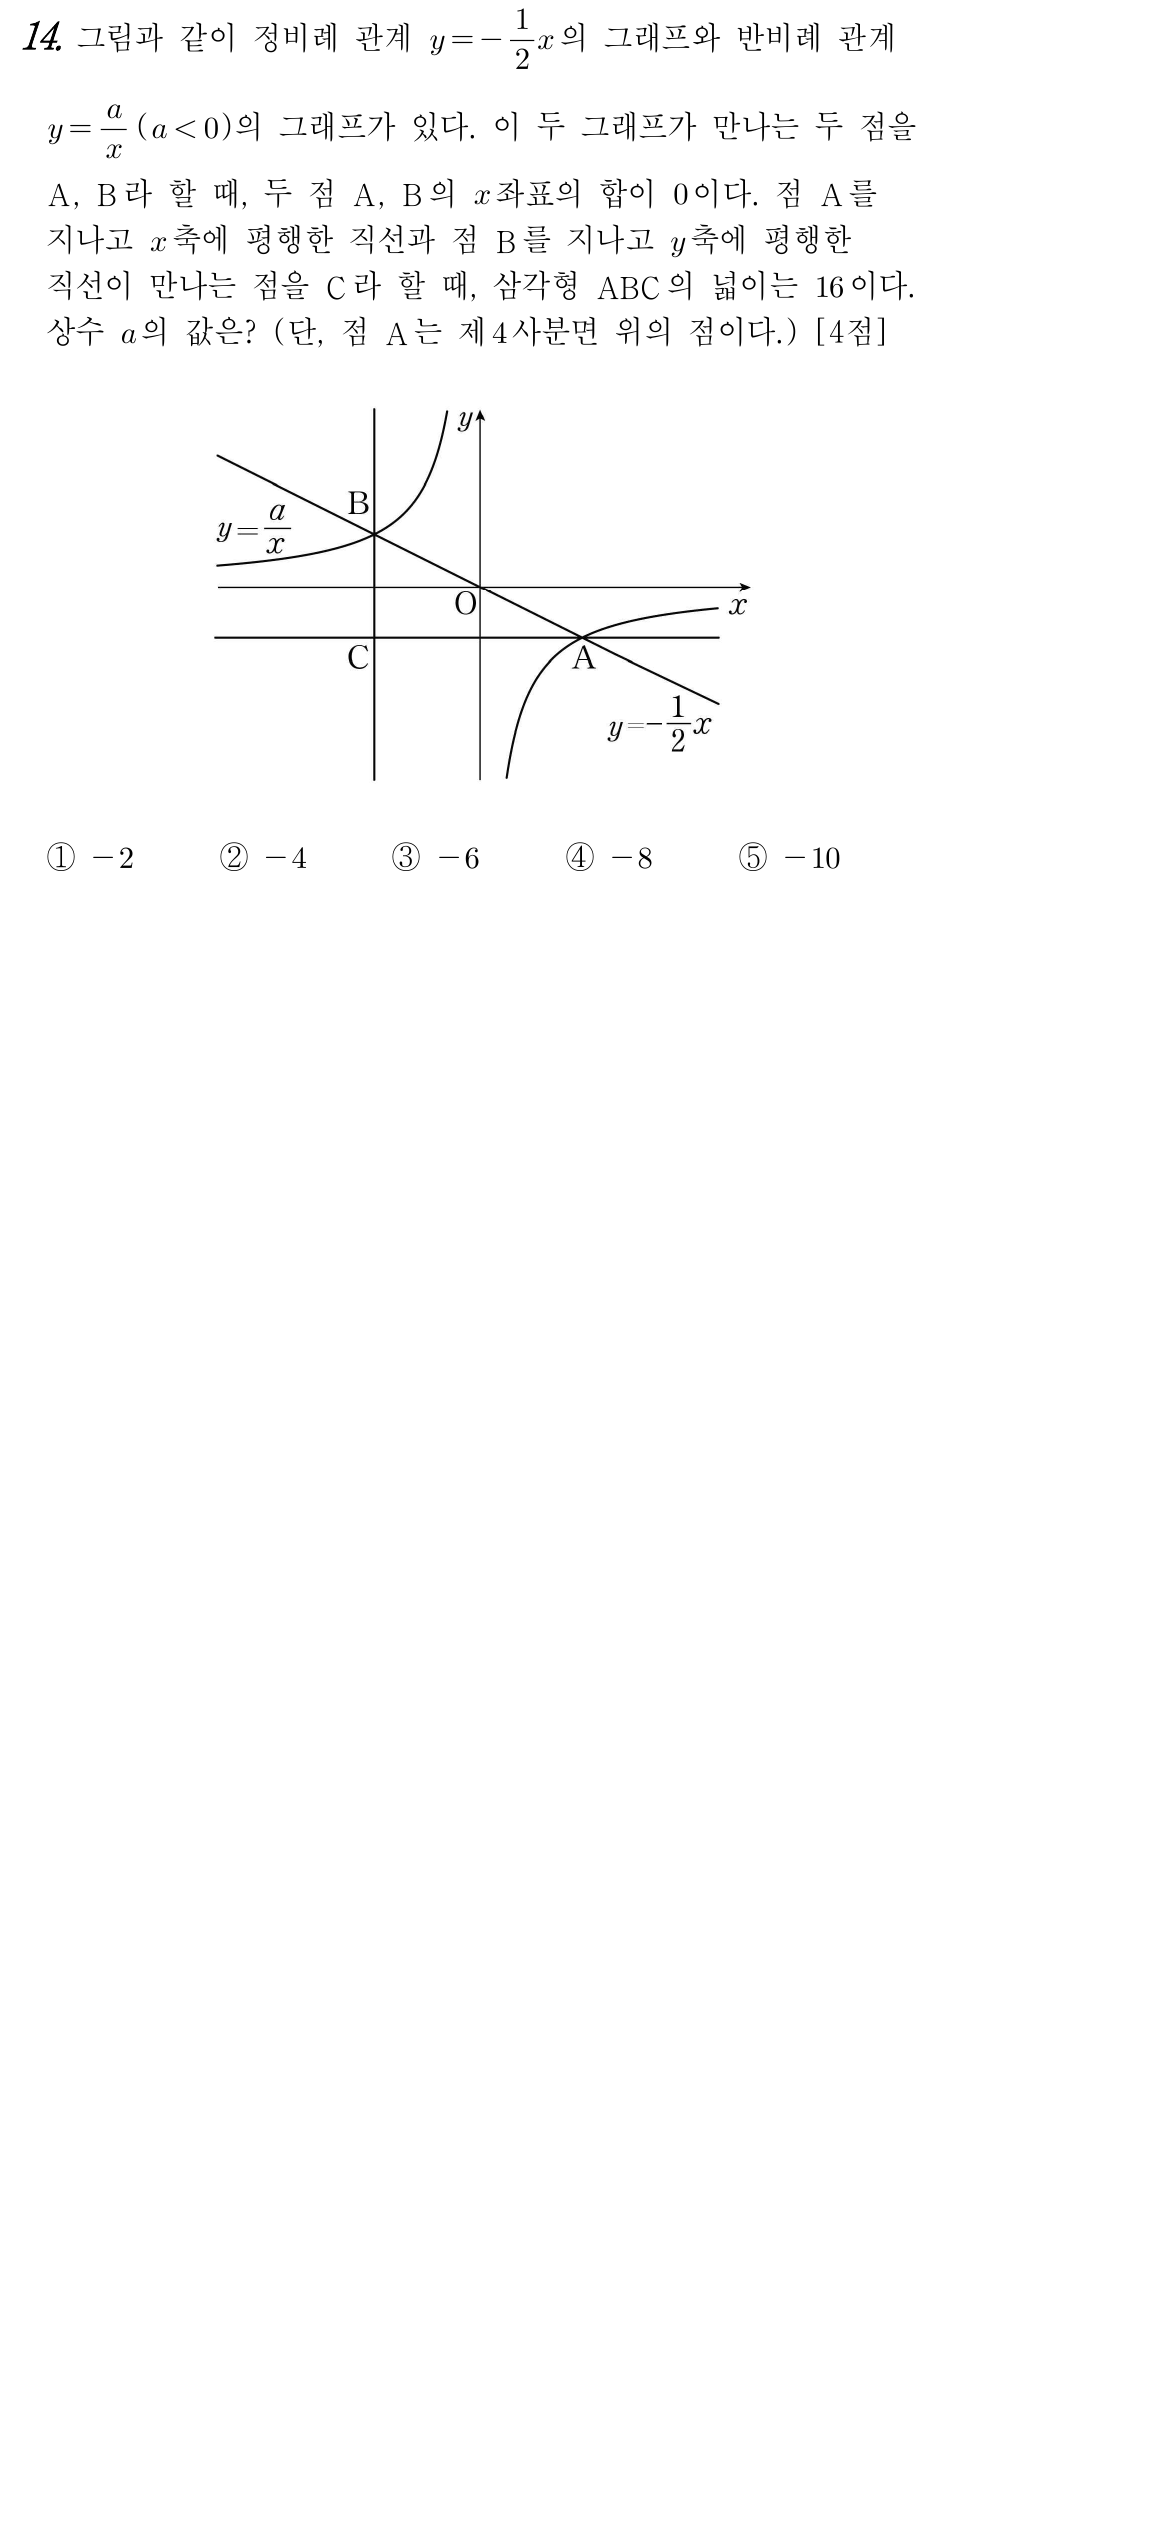 14. 그림과 같이 정비례 관계 y=-\frac{1}{2}x의 그래프와 반비례 관계
y=\frac{a}{x} (a<0)의 그래프가 있다. 이 두 그래프가 만나는 두 점을
A, B라 할 때, 두 점 A, B의 x좌표의 합이 0이다. 점 A를
지나고 x축에 평행한 직선과 점 B를 지나고 y축에 평행한
직선이 만나는 점을 C라 할 때, 삼각형 ABC의 넓이는 16이다.
상수 a의 값은? (단, 점 A는 제4사분면 위의 점이다.) [4점]
y
B
y=\frac{a}{x}
O
x
C
A
y=-\frac{1}{2}x
① -2 ② -4 ③ -6 ④ -8 ⑤ -10